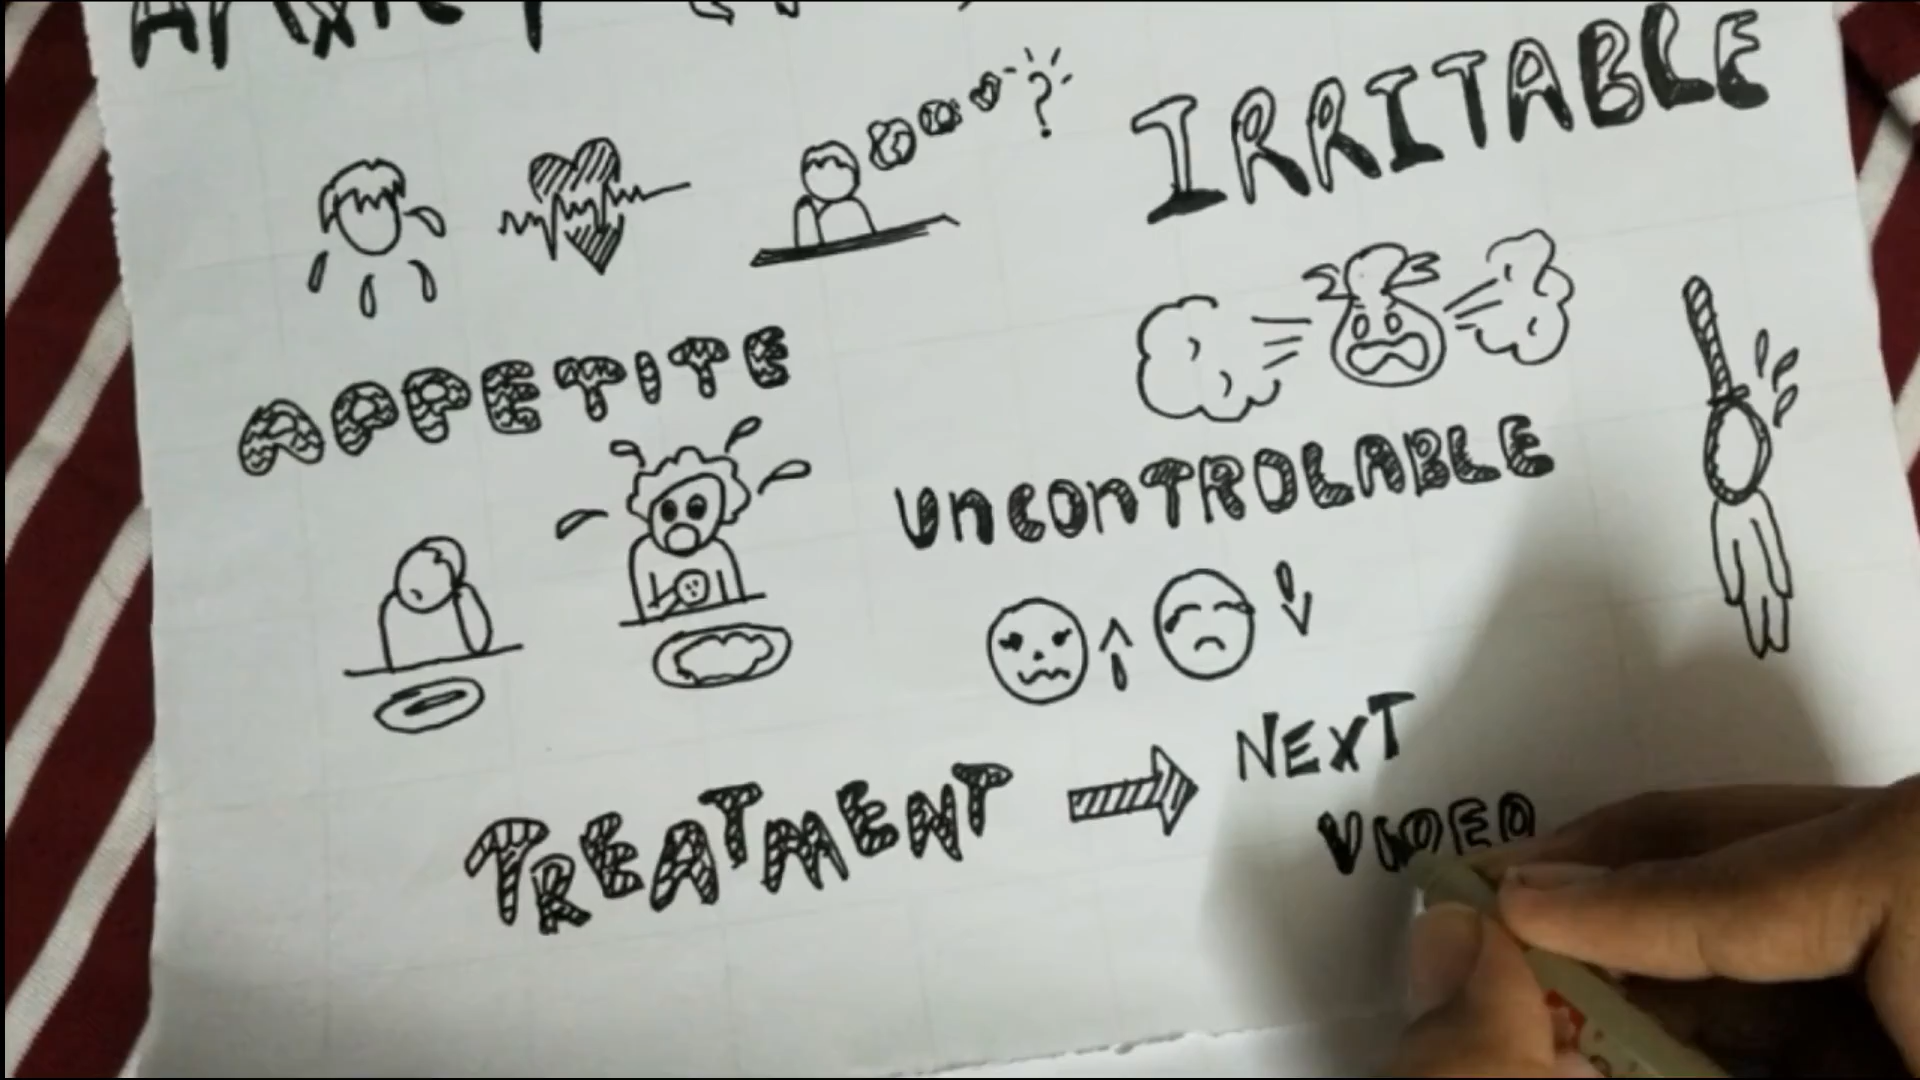 ?
IRRITABLE
APPETITE
UnconTROLABLE
TREATMENT → NEXT
VIDEO